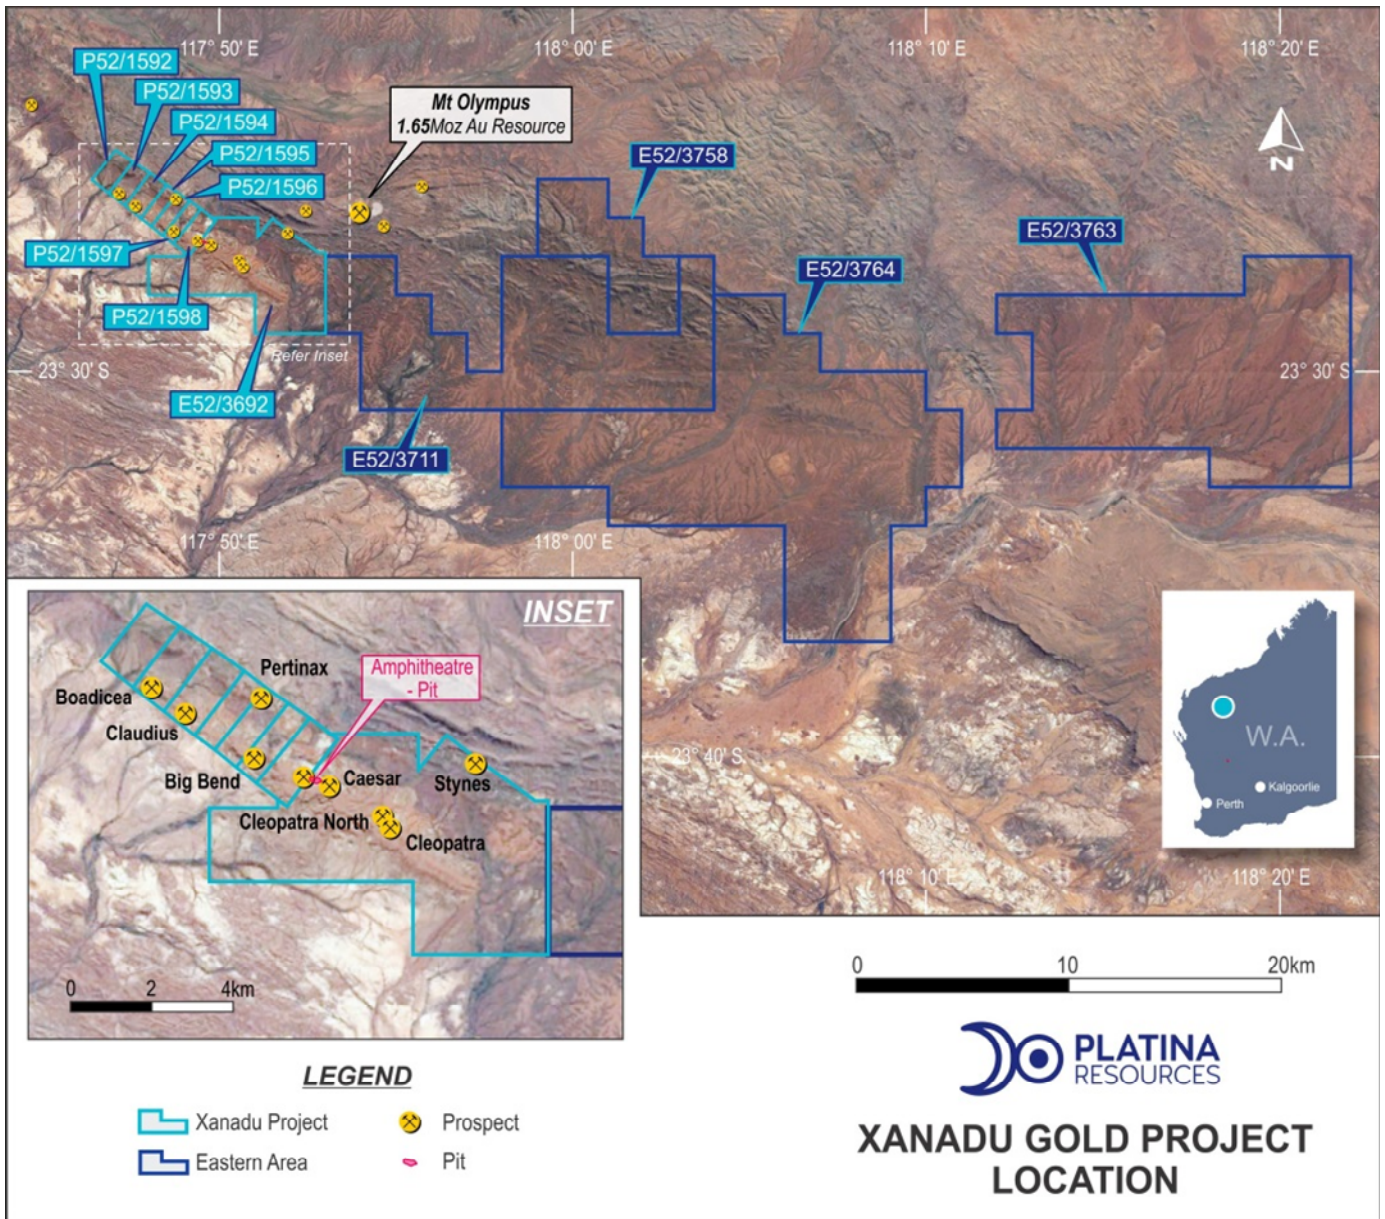 117° 50' E
118° 00' E
118° 10' E
118° 20' E
P52/1592
P52/1593
P52/1594
P52/1595
P52/1596
Mt Olympus
1.65Moz Au Resource
N
E52/3758
E52/3763
E52/3764
P52/1597
P52/1598
Refer Inset
23° 30' S
23° 30' S
E52/3692
E52/3711
117° 50' E
118° 00' E
INSET
Pertinax
Amphitheatre
- Pit
Boadicea
Claudius
Big Bend
Caesar
Stynes
Cleopatra North
Cleopatra
0 2 4km
23° 40' S
23° 40' S
W.A.
Kalgoorlie
Perth
118° 10' E
118° 20' E
0 10 20km
PLATINA
RESOURCES
LEGEND
Xanadu Project
Prospect
Eastern Area
Pit
XANADU GOLD PROJECT
LOCATION